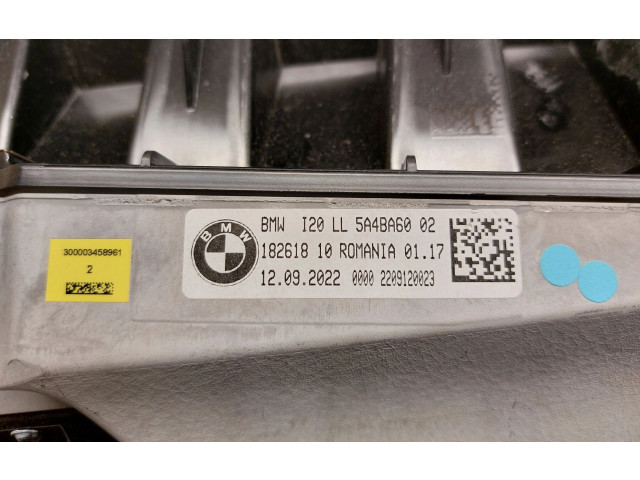 300003458961
2
BMW
BMW I20 LL 5A4BA60 02
182618 10 ROMANIA 01.17
12.09.2022 0000 2209120023